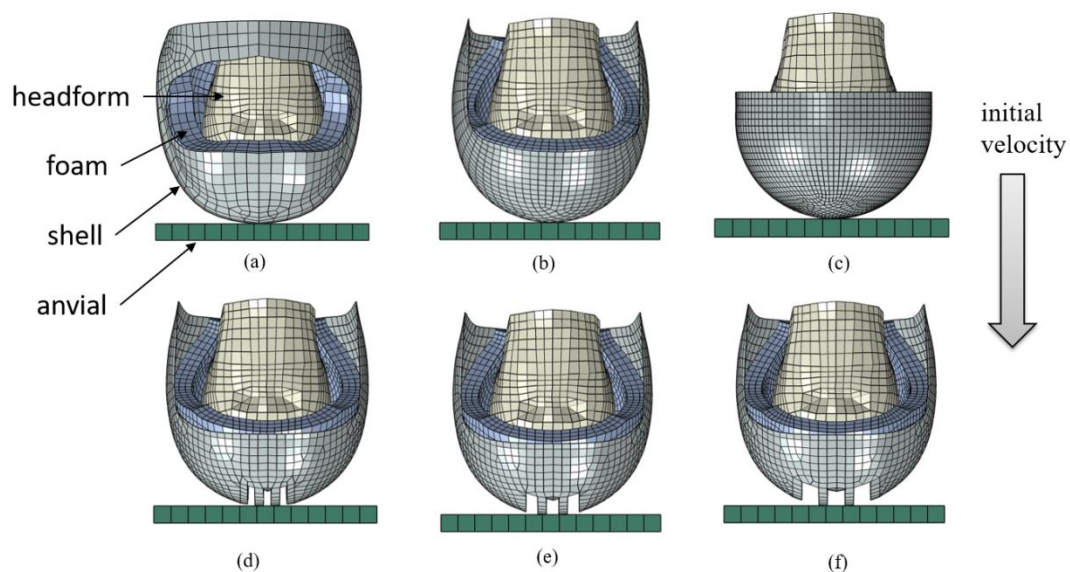 headform
foam
shell
anvial
initial
velocity
(a)
(b)
(c)
(d)
(e)
(f)